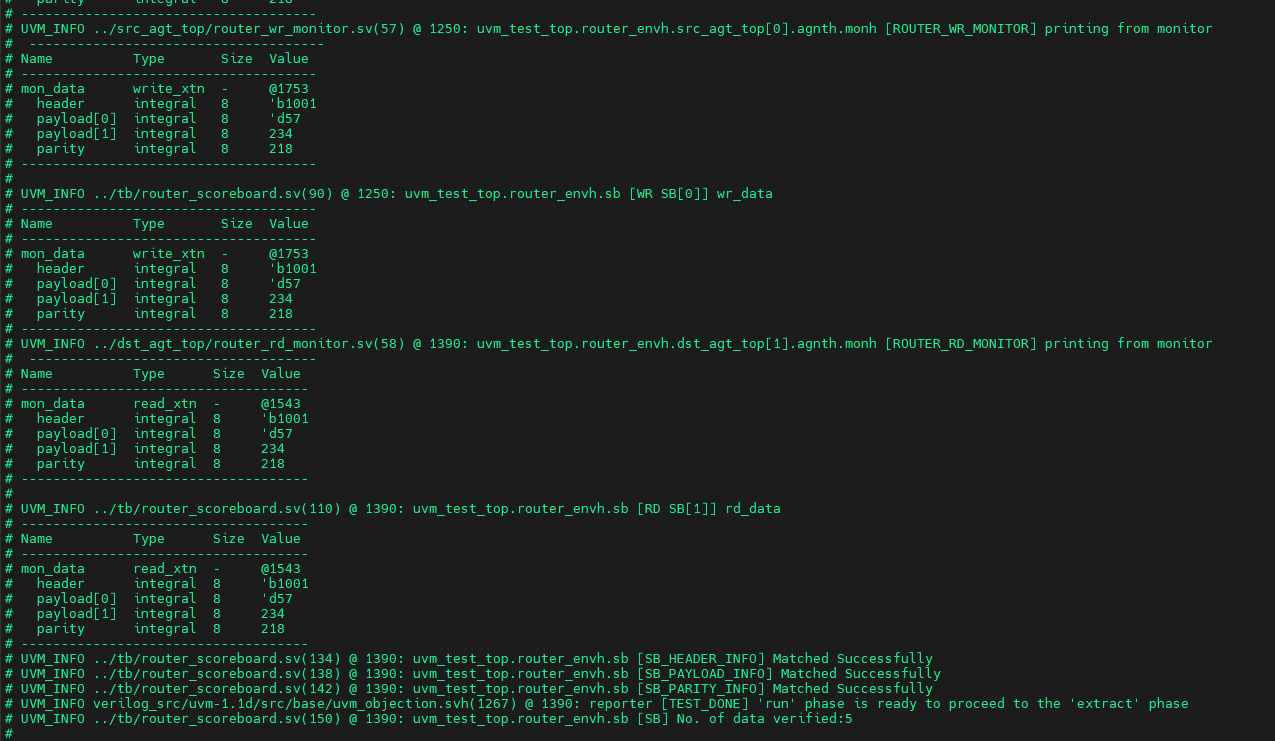 #   parity      integral   8     218
# -------------------------------------
# UVM_INFO ../src_agt_top/router_wr_monitor.sv(57) @ 1250: uvm_test_top.router_envh.src_agt_top[0].agnth.monh [ROUTER_WR_MONITOR] printing from monitor
#  -------------------------------------
# Name          Type       Size  Value
# -------------------------------------
# mon_data      write_xtn  -     @1753
#   header      integral   8     'b1001
#   payload[0]  integral   8     'd57
#   payload[1]  integral   8     234
#   parity      integral   8     218
# -------------------------------------
#
# UVM_INFO ../tb/router_scoreboard.sv(90) @ 1250: uvm_test_top.router_envh.sb [WR SB[0]] wr_data
# -------------------------------------
# Name          Type       Size  Value
# -------------------------------------
# mon_data      write_xtn  -     @1753
#   header      integral   8     'b1001
#   payload[0]  integral   8     'd57
#   payload[1]  integral   8     234
#   parity      integral   8     218
# -------------------------------------
# UVM_INFO ../dst_agt_top/router_rd_monitor.sv(58) @ 1390: uvm_test_top.router_envh.dst_agt_top[1].agnth.monh [ROUTER_RD_MONITOR] printing from monitor
#  ------------------------------------
# Name          Type      Size  Value
# ------------------------------------
# mon_data      read_xtn  -     @1543
#   header      integral  8     'b1001
#   payload[0]  integral  8     'd57
#   payload[1]  integral  8     234
#   parity      integral  8     218
# ------------------------------------
#
# UVM_INFO ../tb/router_scoreboard.sv(110) @ 1390: uvm_test_top.router_envh.sb [RD SB[1]] rd_data
# ------------------------------------
# Name          Type      Size  Value
# ------------------------------------
# mon_data      read_xtn  -     @1543
#   header      integral  8     'b1001
#   payload[0]  integral  8     'd57
#   payload[1]  integral  8     234
#   parity      integral  8     218
# ------------------------------------
# UVM_INFO ../tb/router_scoreboard.sv(134) @ 1390: uvm_test_top.router_envh.sb [SB_HEADER_INFO] Matched Successfully
# UVM_INFO ../tb/router_scoreboard.sv(138) @ 1390: uvm_test_top.router_envh.sb [SB_PAYLOAD_INFO] Matched Successfully
# UVM_INFO ../tb/router_scoreboard.sv(142) @ 1390: uvm_test_top.router_envh.sb [SB_PARITY_INFO] Matched Successfully
# UVM_INFO verilog_src/uvm-1.1d/src/base/uvm_objection.svh(1267) @ 1390: reporter [TEST_DONE] 'run' phase is ready to proceed to the 'extract' phase
# UVM_INFO ../tb/router_scoreboard.sv(150) @ 1390: uvm_test_top.router_envh.sb [SB] No. of data verified:5
#